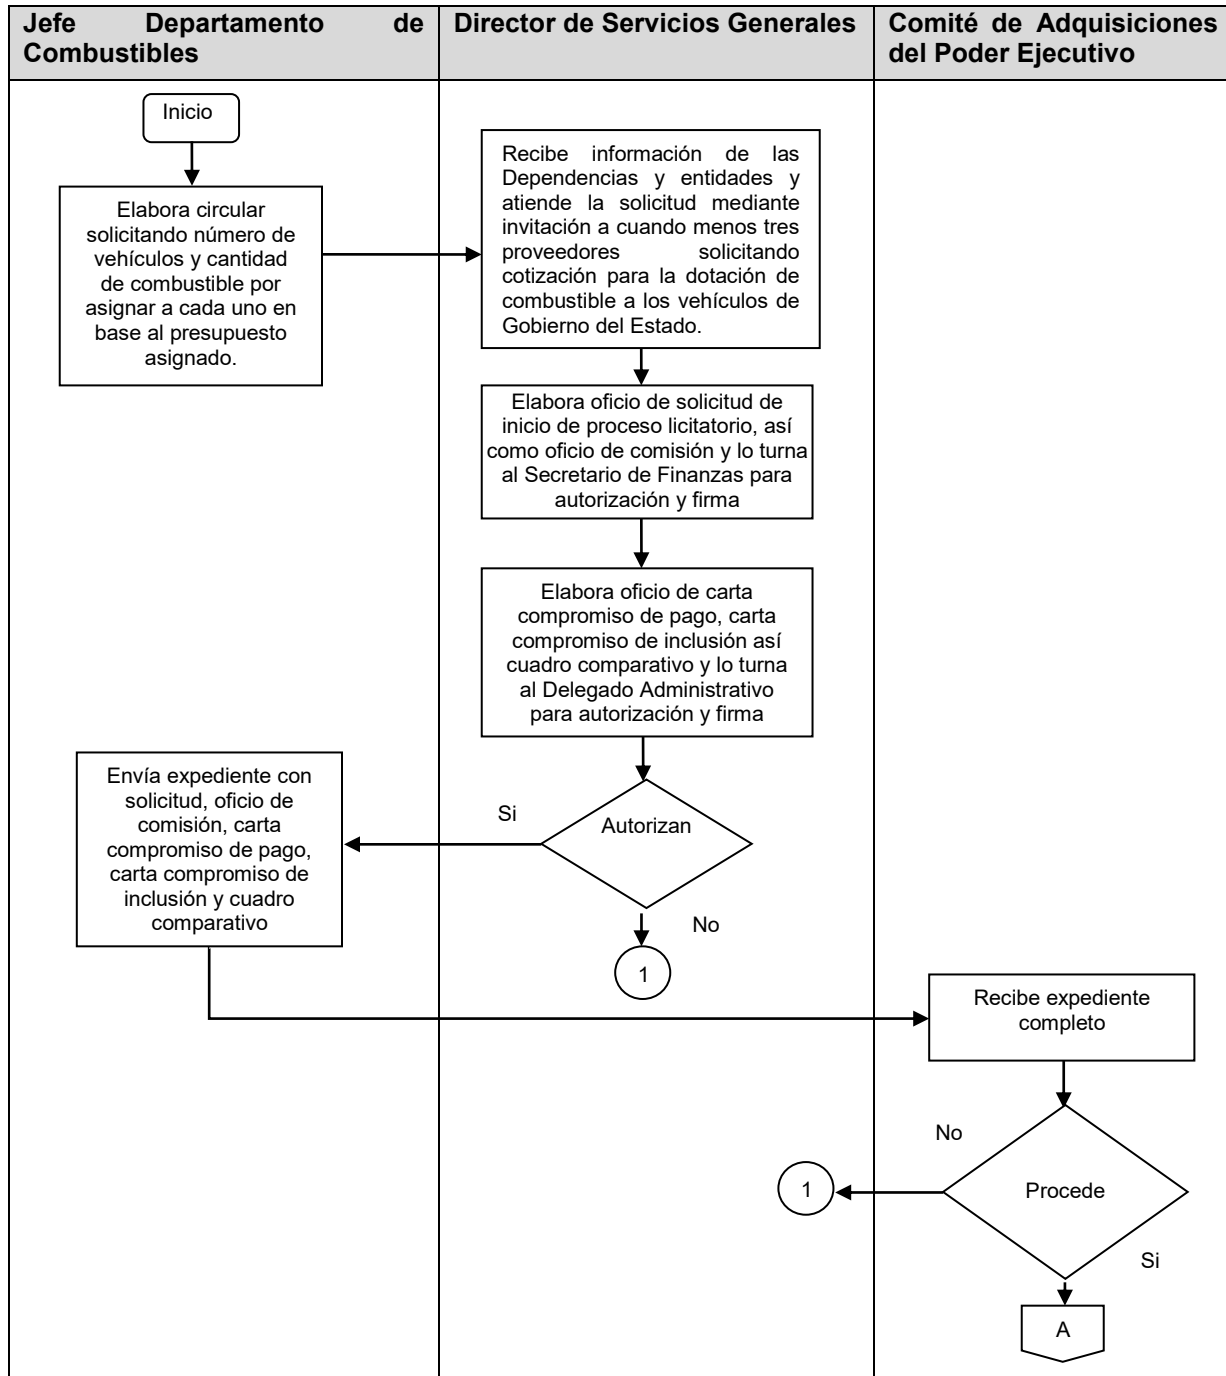 Jefe Departamento de
Combustibles
Director de Servicios Generales
Comité de Adquisiciones
del Poder Ejecutivo
Inicio
Elabora circular
solicitando número de
vehículos y cantidad
de combustible por
asignar a cada uno en
base al presupuesto
asignado.
Recibe información de las
Dependencias y entidades y
atiende la solicitud mediante
invitación a cuando menos tres
proveedores solicitando
cotización para la dotación de
combustible a los vehículos de
Gobierno del Estado.
Elabora oficio de solicitud de
inicio de proceso licitatorio, así
como oficio de comisión y lo turna
al Secretario de Finanzas para
autorización y firma
Elabora oficio de carta
compromiso de pago, carta
compromiso de inclusión así
cuadro comparativo y lo turna
al Delegado Administrativo
para autorización y firma
Autorizan
Si
No
1
Envía expediente con
solicitud, oficio de
comisión, carta
compromiso de pago,
carta compromiso de
inclusión y cuadro
comparativo
Recibe expediente
completo
Procede
No
1
Si
A